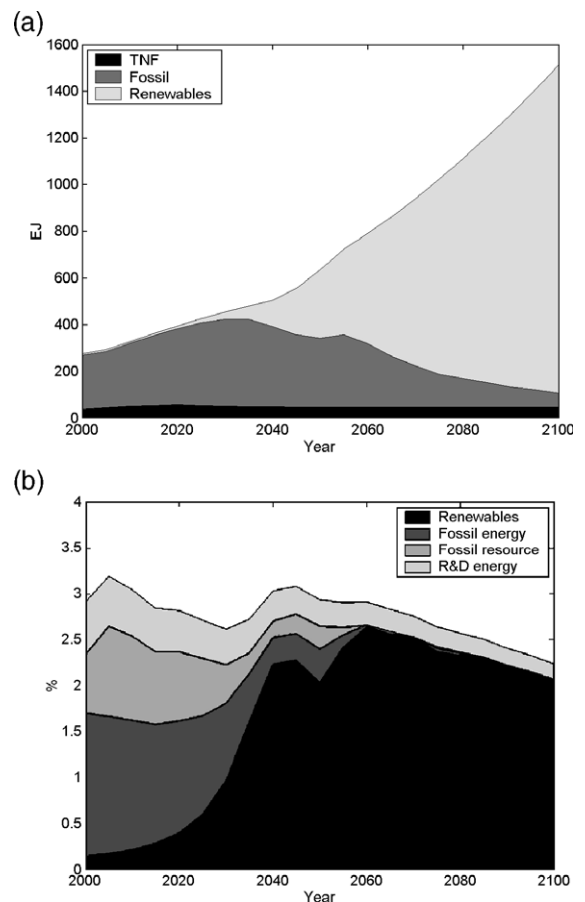 (a)
1600
TNF
Fossil
Renewables
1400
1200
1000
EJ
800
600
400
200
0
2000 2020 2040 2060 2080 2100
Year
(b)
4
Renewables
Fossil energy
Fossil resource
R&D energy
3.5
3
2.5
%
2
1.5
1
0.5
0
2000 2020 2040 2060 2080 2100
Year